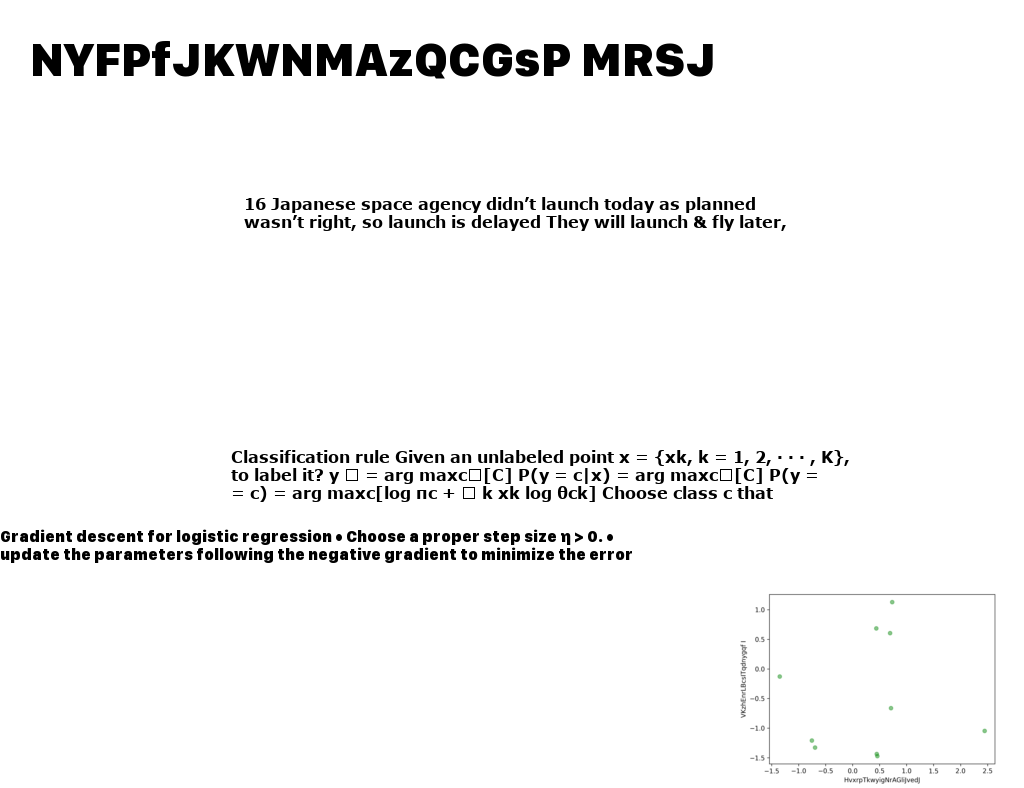 NYFPfJKWNMAzQCGsP MRSJ
16 Japanese space agency didn’t launch today as planned
wasn’t right, so launch is delayed They will launch & fly later,
Classification rule Given an unlabeled point x = {xk, k = 1, 2, · · · , K},
to label it? y □ = arg maxc□[C] P(y = c|x) = arg maxc□[C] P(y =
= c) = arg maxc[log πc + □ k xk log θck] Choose class c that
Gradient descent for logistic regression • Choose a proper step size η > 0. •
update the parameters following the negative gradient to minimize the error
1.0
0.5
0.0
−0.5
−1.0
−1.5
−1.5 −1.0 −0.5 0.0 0.5 1.0 1.5 2.0 2.5